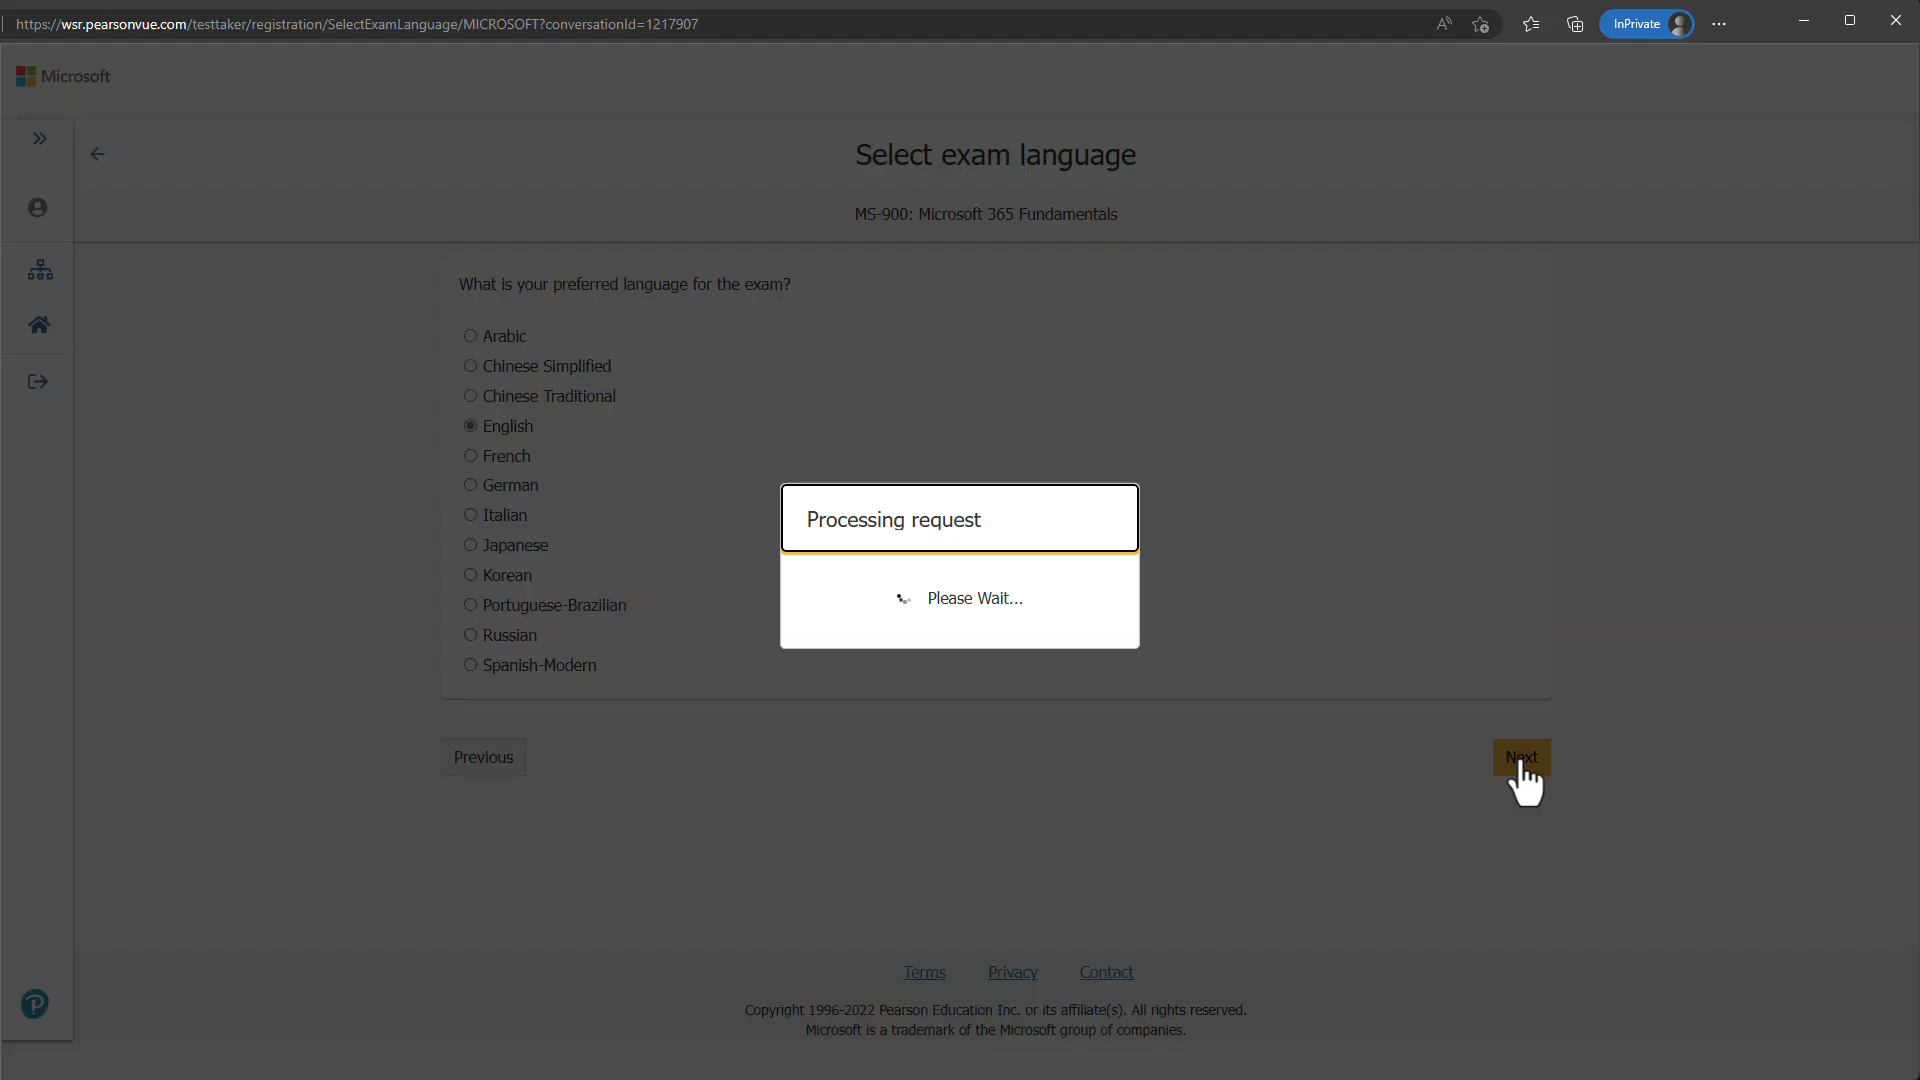 https://wsr.pearsonvue.com/testtaker/registration/SelectExamLanguage/MICROSOFT?conversationId=1217907
InPrivate
Microsoft
Select exam language
MS-900: Microsoft 365 Fundamentals
What is your preferred language for the exam?
Arabic
Chinese Simplified
Chinese Traditional
English
French
German
Italian
Japanese
Korean
Portuguese-Brazilian
Russian
Spanish-Modern
Processing request
Please Wait...
Previous
Next
Terms
Privacy
Contact
Copyright 1996-2022 Pearson Education Inc. or its affiliate(s). All rights reserved.
Microsoft is a trademark of the Microsoft group of companies.